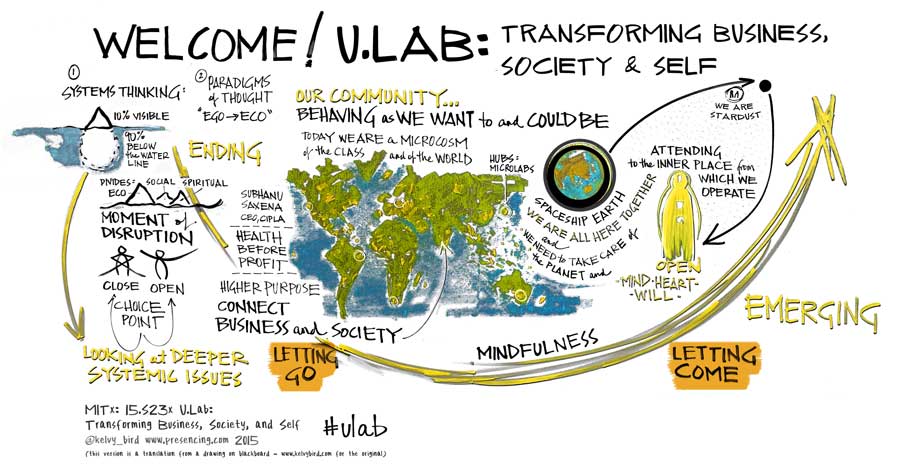 WELCOME! U.LAB: TRANSFORMING BUSINESS,
SOCIETY & SELF
①
SYSTEMS THINKING:
10% VISIBLE
90%
BELOW
THE WATER
LINE
DIVIDES: SOCIAL SPIRITUAL
ECO
MOMENT of
DISRUPTION
CLOSE OPEN
CHOICE
POINT
LOOKING at DEEPER
SYSTEMIC ISSUES
②
PARADIGMS
of THOUGHT
"EGO→ECO"
ENDING
SUBHANU
SAXENA
CEO, CIPLA
HEALTH
BEFORE
PROFIT
HIGHER PURPOSE
CONNECT
BUSINESS and SOCIETY
LETTING
GO
OUR COMMUNITY...
BEHAVING as WE WANT to and COULD BE
TODAY WE ARE A MICROCOSM
of the CLASS and of the WORLD
HUBS:
MICROLABS
SPACESHIP EARTH
WE ARE ALL HERE TOGETHER
and
WE NEED to TAKE CARE of
the PLANET and
WE ARE
STARDUST
ATTENDING
to the INNER PLACE from
WHICH WE
OPERATE
OPEN
-MIND-HEART-
WILL-
MINDFULNESS
LETTING
COME
EMERGING
MITx: 15.S23x U.Lab:
Transforming Business, Society, and Self
@kelvy_bird www.presencing.com 2015
(this version is a translation from a drawing on blackboard - www.kelvybird.com for the original)
#ulab